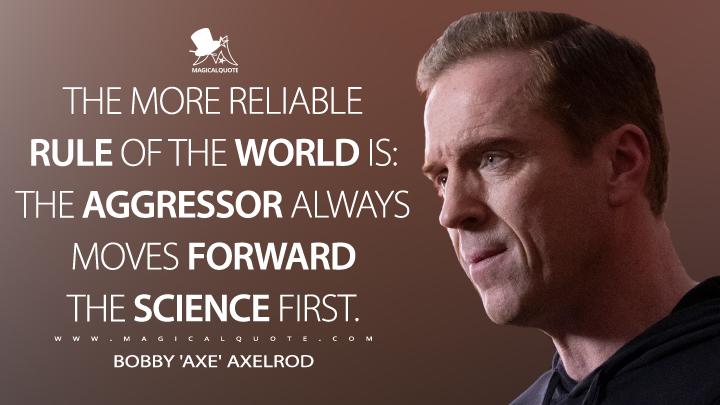 MAGICALQUOTE
THE MORE RELIABLE
RULE OF THE WORLD IS:
THE AGGRESSOR ALWAYS
MOVES FORWARD
THE SCIENCE FIRST.
WWW.MAGICALQUOTE.COM
BOBBY 'AXE' AXELROD